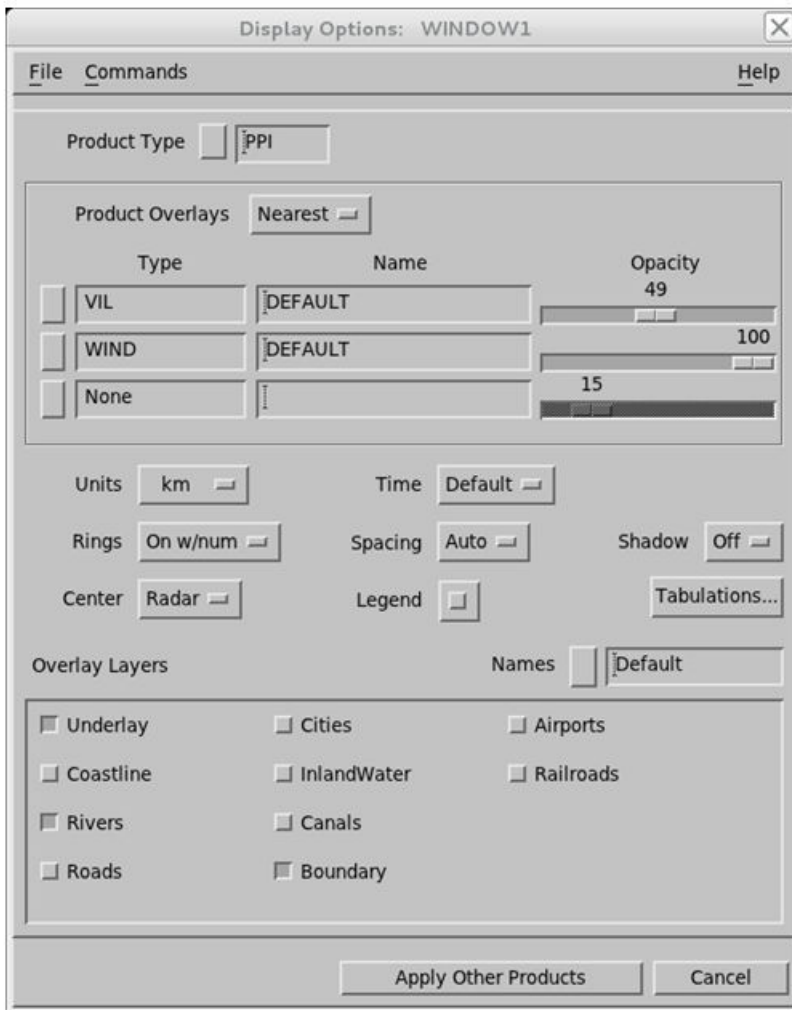 Display Options: WINDOW1
File Commands Help
Product Type PPI
Product Overlays Nearest
Type Name Opacity
49
VIL DEFAULT
100
WIND DEFAULT
15
None
Units km Time Default
Rings On w/num Spacing Auto Shadow Off
Center Radar Legend Tabulations...
Overlay Layers Names Default
Underlay Cities Airports
Coastline InlandWater Railroads
Rivers Canals
Roads Boundary
Apply Other Products Cancel